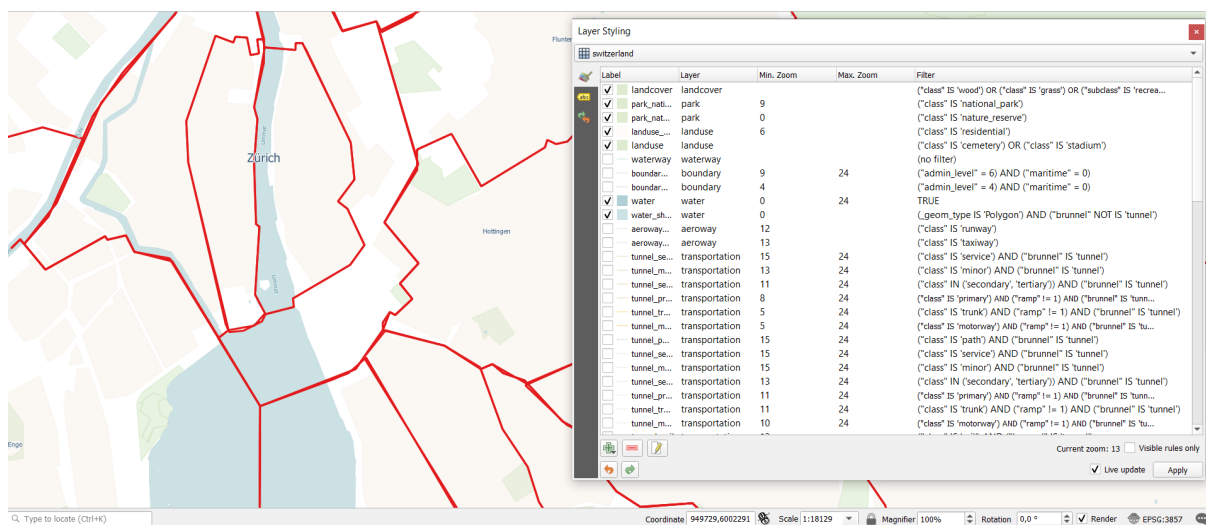 Flunter
Zürich
Sihl
Limmat
Hottingen
Limmat
Enge
Layer Styling
switzerland
Label Layer Min. Zoom Max. Zoom Filter
landcover landcover ("class" IS 'wood') OR ("class" IS 'grass') OR ("subclass" IS 'recrea...
park_nati... park 9 ("class" IS 'national_park')
park_nat... park 0 ("class" IS 'nature_reserve')
landuse_... landuse 6 ("class" IS 'residential')
landuse landuse ("class" IS 'cemetery') OR ("class" IS 'stadium')
waterway waterway (no filter)
boundar... boundary 9 24 ("admin_level" = 6) AND ("maritime" = 0)
boundar... boundary 4 ("admin_level" = 4) AND ("maritime" = 0)
water water 0 24 TRUE
water_sh... water 0 (_geom_type IS 'Polygon') AND ("brunnel" NOT IS 'tunnel')
aeroway... aeroway 12 ("class" IS 'runway')
aeroway... aeroway 13 ("class" IS 'taxiway')
tunnel_se... transportation 15 24 ("class" IS 'service') AND ("brunnel" IS 'tunnel')
tunnel_m... transportation 13 24 ("class" IS 'minor') AND ("brunnel" IS 'tunnel')
tunnel_se... transportation 11 24 ("class" IN ('secondary', 'tertiary')) AND ("brunnel" IS 'tunnel')
tunnel_pr... transportation 8 24 ("class" IS 'primary') AND ("ramp" != 1) AND ("brunnel" IS 'tunn...
tunnel_tr... transportation 5 24 ("class" IS 'trunk') AND ("ramp" != 1) AND ("brunnel" IS 'tunnel')
tunnel_m... transportation 5 24 ("class" IS 'motorway') AND ("ramp" != 1) AND ("brunnel" IS 'tu...
tunnel_p... transportation 15 24 ("class" IS 'path') AND ("brunnel" IS 'tunnel')
tunnel_se... transportation 15 24 ("class" IS 'service') AND ("brunnel" IS 'tunnel')
tunnel_m... transportation 15 24 ("class" IS 'minor') AND ("brunnel" IS 'tunnel')
tunnel_se... transportation 13 24 ("class" IN ('secondary', 'tertiary')) AND ("brunnel" IS 'tunnel')
tunnel_pr... transportation 11 24 ("class" IS 'primary') AND ("ramp" != 1) AND ("brunnel" IS 'tunn...
tunnel_tr... transportation 11 24 ("class" IS 'trunk') AND ("ramp" != 1) AND ("brunnel" IS 'tunnel')
tunnel_m... transportation 10 24 ("class" IS 'motorway') AND ("ramp" != 1) AND ("brunnel" IS 'tu...
Current zoom: 13 Visible rules only
Live update Apply
Type to locate (Ctrl+K) Coordinate 949729,6002291 Scale 1:18129 Magnifier 100% Rotation 0,0 ° Render EPSG:3857